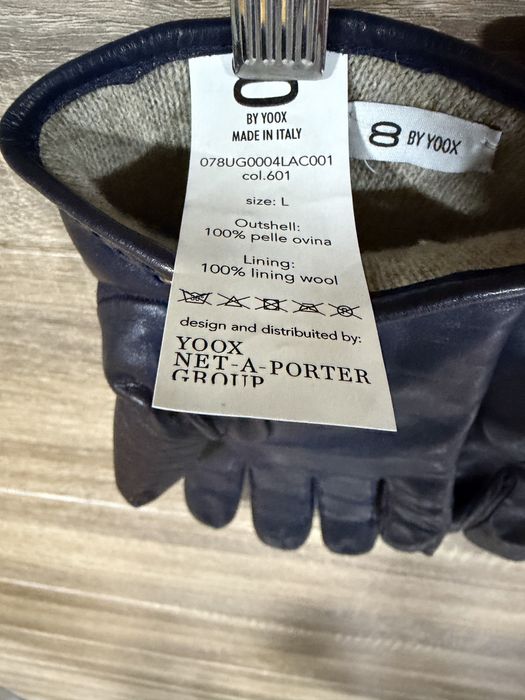 8
BY YOOX
MADE IN ITALY
078UG0004LAC001
col.601
size: L
Outshell:
100% pelle ovina
Lining:
100% lining wool
design and distribuited by:
YOOX
NET-A-PORTER
GROUP
8 BY YOOX